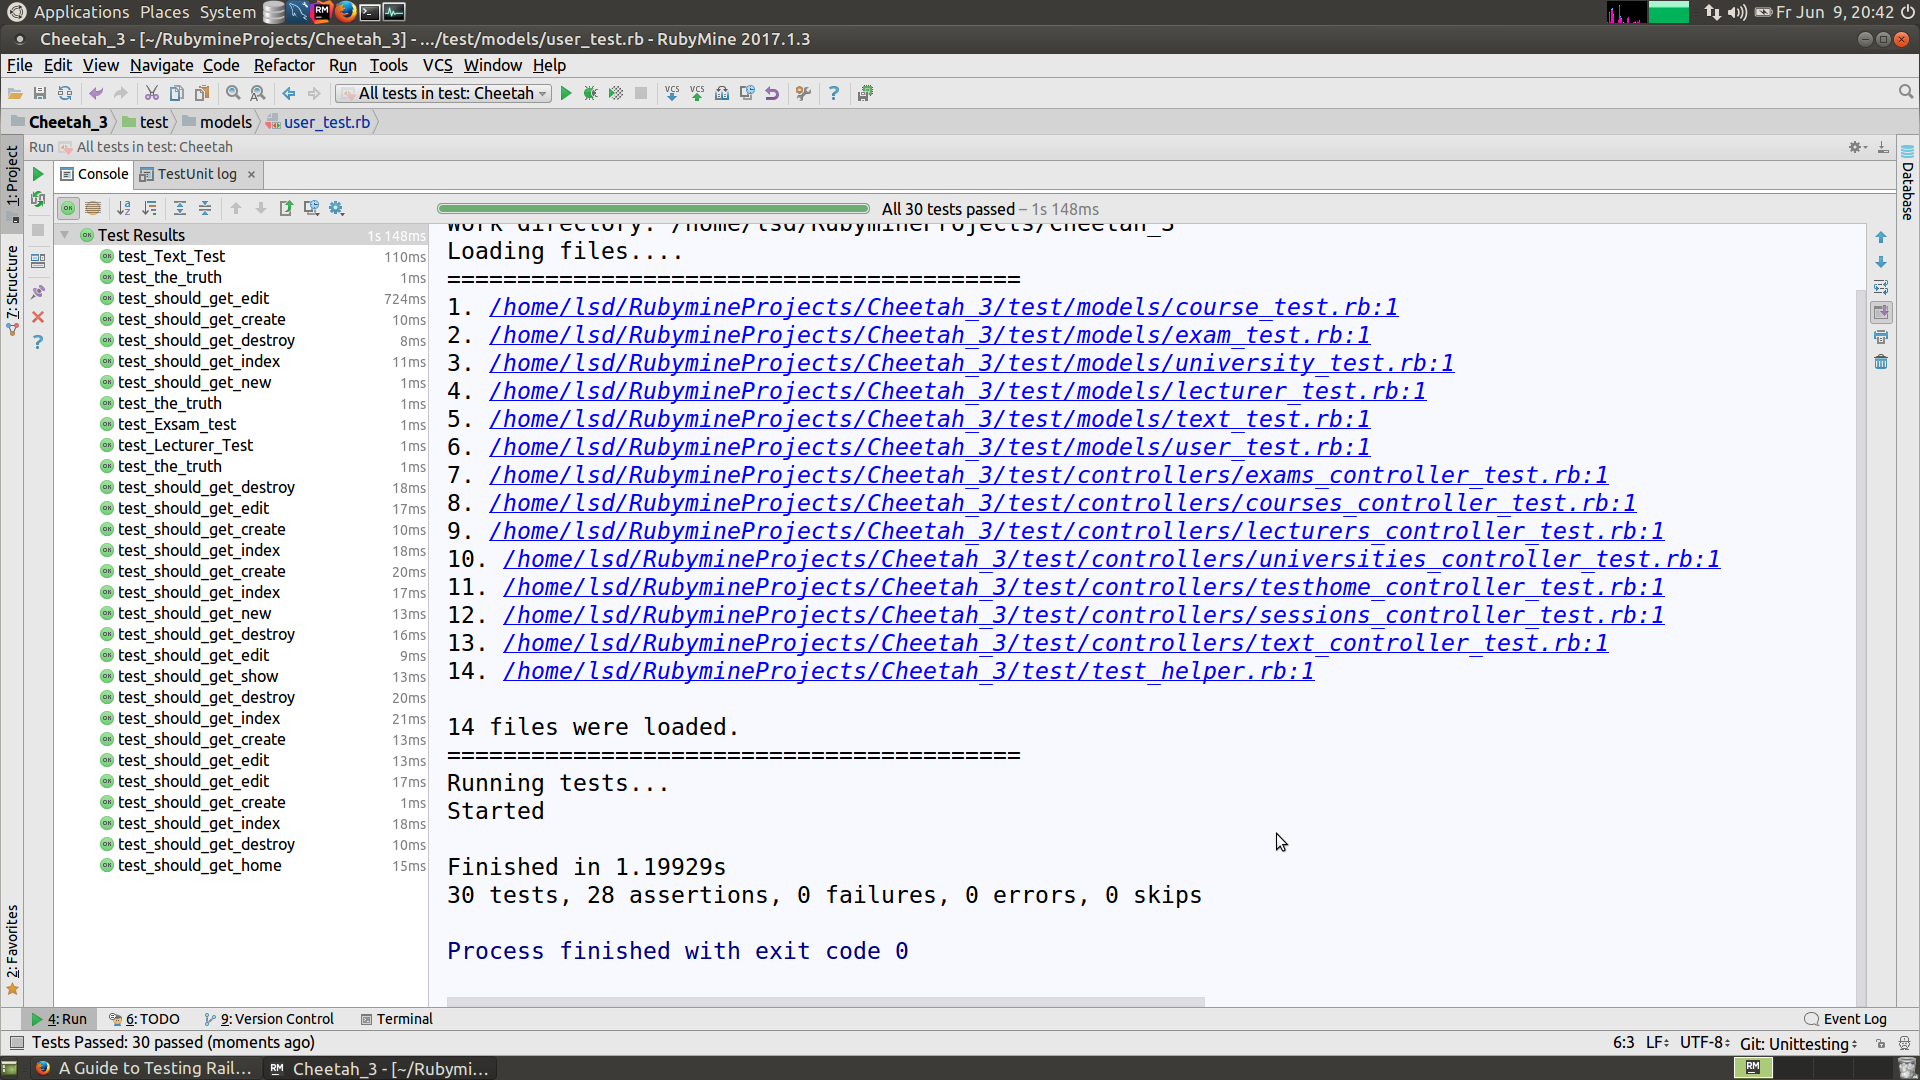 Applications Places System Fr Jun 9, 20:42
Cheetah_3 - [~/RubymineProjects/Cheetah_3] - .../test/models/user_test.rb - RubyMine 2017.1.3
File Edit View Navigate Code Refactor Run Tools VCS Window Help
All tests in test: Cheetah VCS VCS
Cheetah_3 test models user_test.rb
Run All tests in test: Cheetah
Console TestUnit log
All 30 tests passed – 1s 148ms
Test Results 1s 148ms
test_Text_Test 110ms
test_the_truth 1ms
test_should_get_edit 724ms
test_should_get_create 10ms
test_should_get_destroy 8ms
test_should_get_index 11ms
test_should_get_new 1ms
test_the_truth 1ms
test_Exsam_test 1ms
test_Lecturer_Test 1ms
test_the_truth 1ms
test_should_get_destroy 18ms
test_should_get_edit 17ms
test_should_get_create 10ms
test_should_get_index 18ms
test_should_get_create 20ms
test_should_get_index 17ms
test_should_get_new 13ms
test_should_get_destroy 16ms
test_should_get_edit 9ms
test_should_get_show 13ms
test_should_get_destroy 20ms
test_should_get_index 21ms
test_should_get_create 13ms
test_should_get_edit 13ms
test_should_get_edit 17ms
test_should_get_create 1ms
test_should_get_index 18ms
test_should_get_destroy 10ms
test_should_get_home 15ms
Work directory: /home/lsd/RubymineProjects/Cheetah_3
Loading files....
=========================================
1. /home/lsd/RubymineProjects/Cheetah_3/test/models/course_test.rb:1
2. /home/lsd/RubymineProjects/Cheetah_3/test/models/exam_test.rb:1
3. /home/lsd/RubymineProjects/Cheetah_3/test/models/university_test.rb:1
4. /home/lsd/RubymineProjects/Cheetah_3/test/models/lecturer_test.rb:1
5. /home/lsd/RubymineProjects/Cheetah_3/test/models/text_test.rb:1
6. /home/lsd/RubymineProjects/Cheetah_3/test/models/user_test.rb:1
7. /home/lsd/RubymineProjects/Cheetah_3/test/controllers/exams_controller_test.rb:1
8. /home/lsd/RubymineProjects/Cheetah_3/test/controllers/courses_controller_test.rb:1
9. /home/lsd/RubymineProjects/Cheetah_3/test/controllers/lecturers_controller_test.rb:1
10. /home/lsd/RubymineProjects/Cheetah_3/test/controllers/universities_controller_test.rb:1
11. /home/lsd/RubymineProjects/Cheetah_3/test/controllers/testhome_controller_test.rb:1
12. /home/lsd/RubymineProjects/Cheetah_3/test/controllers/sessions_controller_test.rb:1
13. /home/lsd/RubymineProjects/Cheetah_3/test/controllers/text_controller_test.rb:1
14. /home/lsd/RubymineProjects/Cheetah_3/test/test_helper.rb:1
14 files were loaded.
=========================================
Running tests...
Started
Finished in 1.19929s
30 tests, 28 assertions, 0 failures, 0 errors, 0 skips
Process finished with exit code 0
1: Project
7: Structure
2: Favorites
Database
4: Run 6: TODO 9: Version Control Terminal Event Log
Tests Passed: 30 passed (moments ago) 6:3 LF UTF-8 Git: Unittesting
A Guide to Testing Rail... Cheetah_3 - [~/Rubymi...